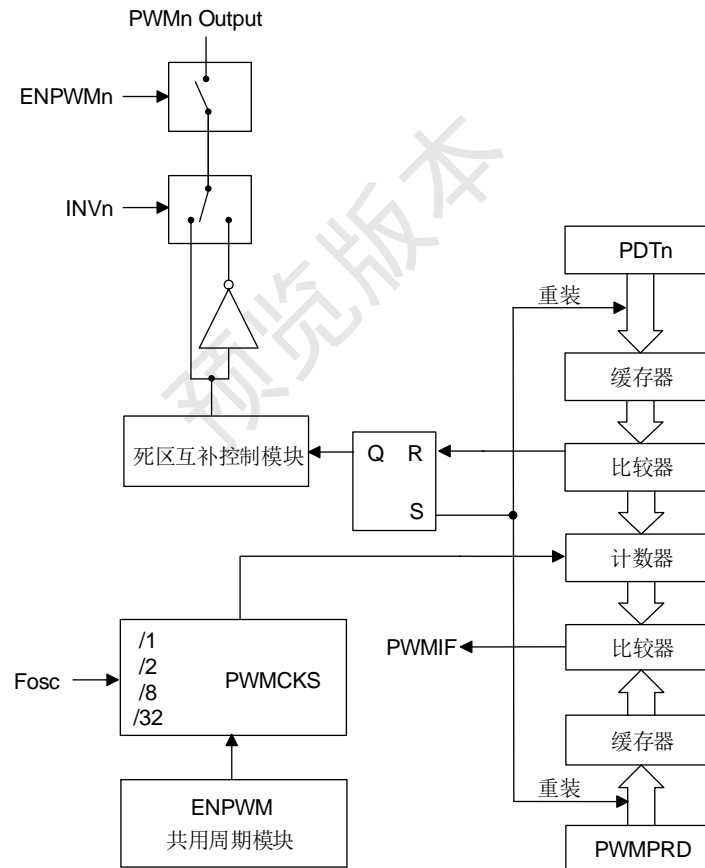 PWMn Output
ENPWMn
INVn
PDTn
重装
缓存器
死区互补控制模块
Q R
S
比较器
计数器
/1
/2
/8
/32
PWMCKS
Fosc
PWMIF
比较器
缓存器
ENPWM
共用周期模块
重装
PWMPRD
预览版本